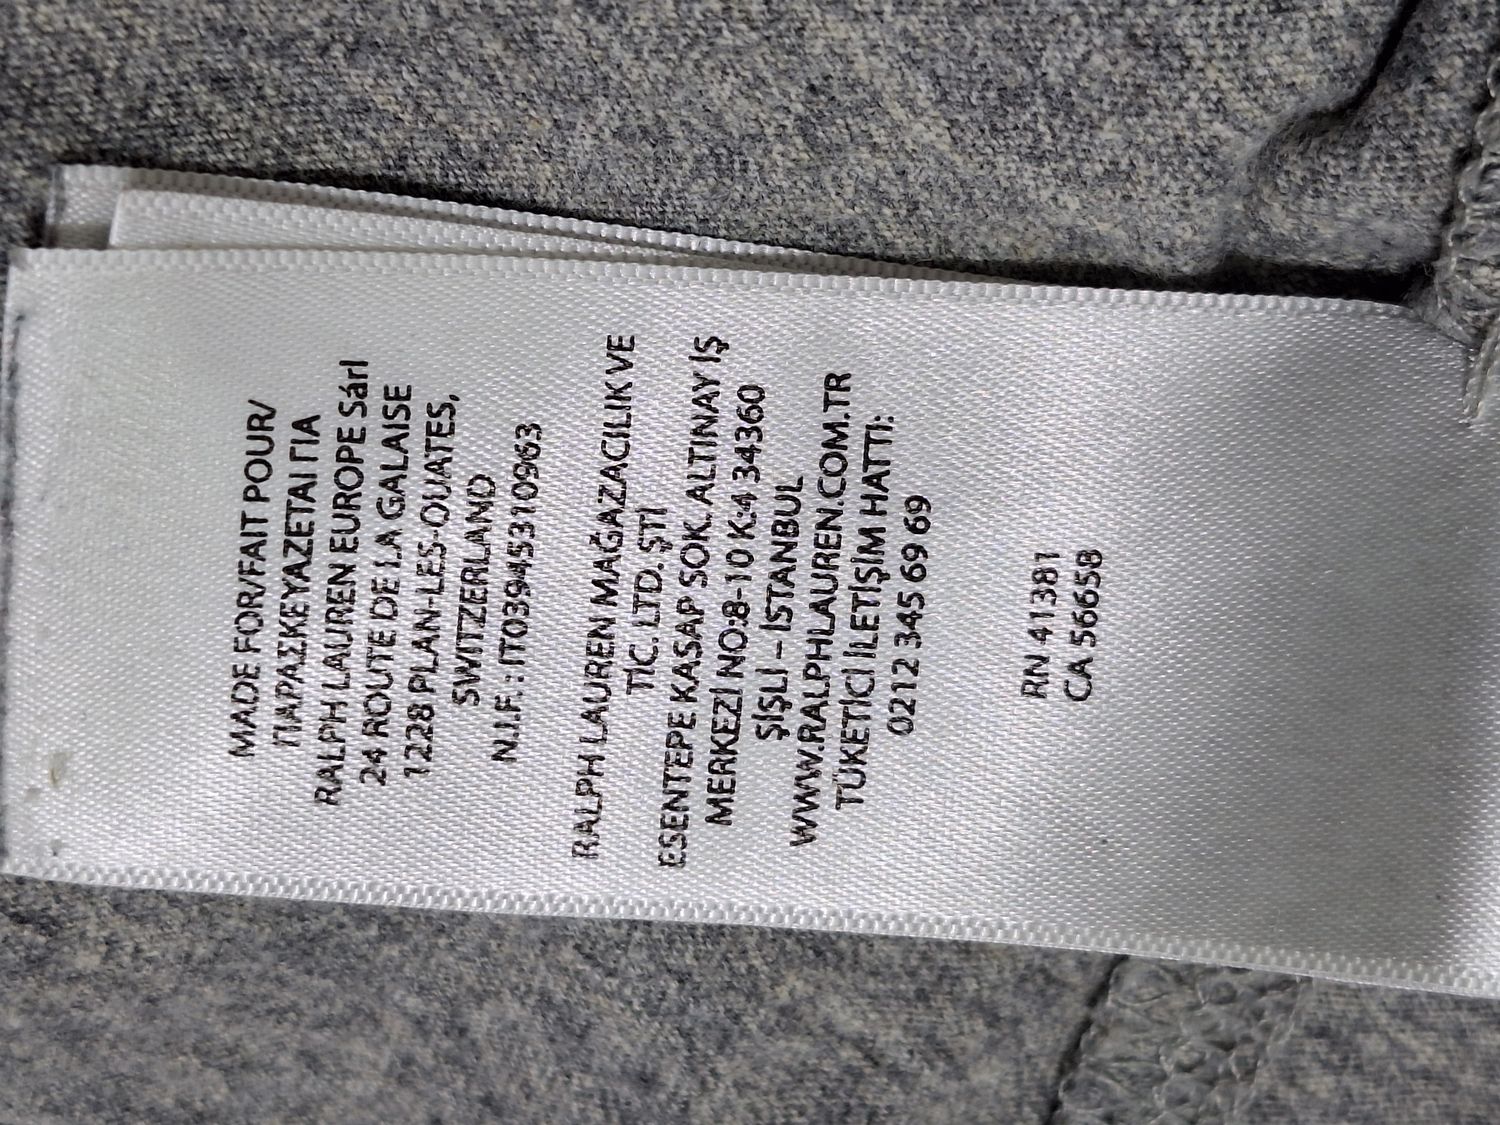 MADE FOR/FAIT POUR/
ΠΑΡΑΣΚΕΥΑΖΕΤΑΙ ΓΙΑ
RALPH LAUREN EUROPE Sárl
24 ROUTE DE LA GALAISE
1228 PLAN-LES-OUATES,
SWITZERLAND
N.I.F. : IT03945310963
RALPH LAUREN MAĞAZACILIK VE
TİC. LTD. ŞTİ
ESENTEPE KASAP SOK. ALTINAY İŞ
MERKEZİ NO:8-10 K:4 34360
ŞİŞLİ – İSTANBUL
WWW.RALPHLAUREN.COM.TR
TÜKETİCİ İLETİŞİM HATTI:
0212 345 69 69
RN 41381
CA 56658